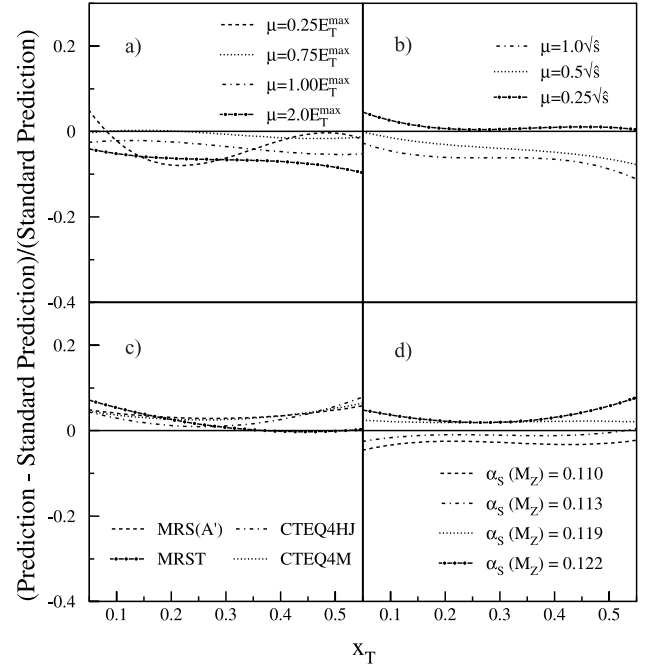 (Prediction - Standard Prediction)/(Standard Prediction)
a)
μ=0.25E_T^max
μ=0.75E_T^max
μ=1.00E_T^max
μ=2.0E_T^max
b)
μ=1.0√ŝ
μ=0.5√ŝ
μ=0.25√ŝ
0.2
0
-0.2
-0.4
c)
MRS(A')
CTEQ4HJ
MRST
CTEQ4M
d)
α_S (M_Z) = 0.110
α_S (M_Z) = 0.113
α_S (M_Z) = 0.119
α_S (M_Z) = 0.122
0.2
0
-0.2
-0.4
0.1 0.2 0.3 0.4 0.5 0.1 0.2 0.3 0.4 0.5
x_T